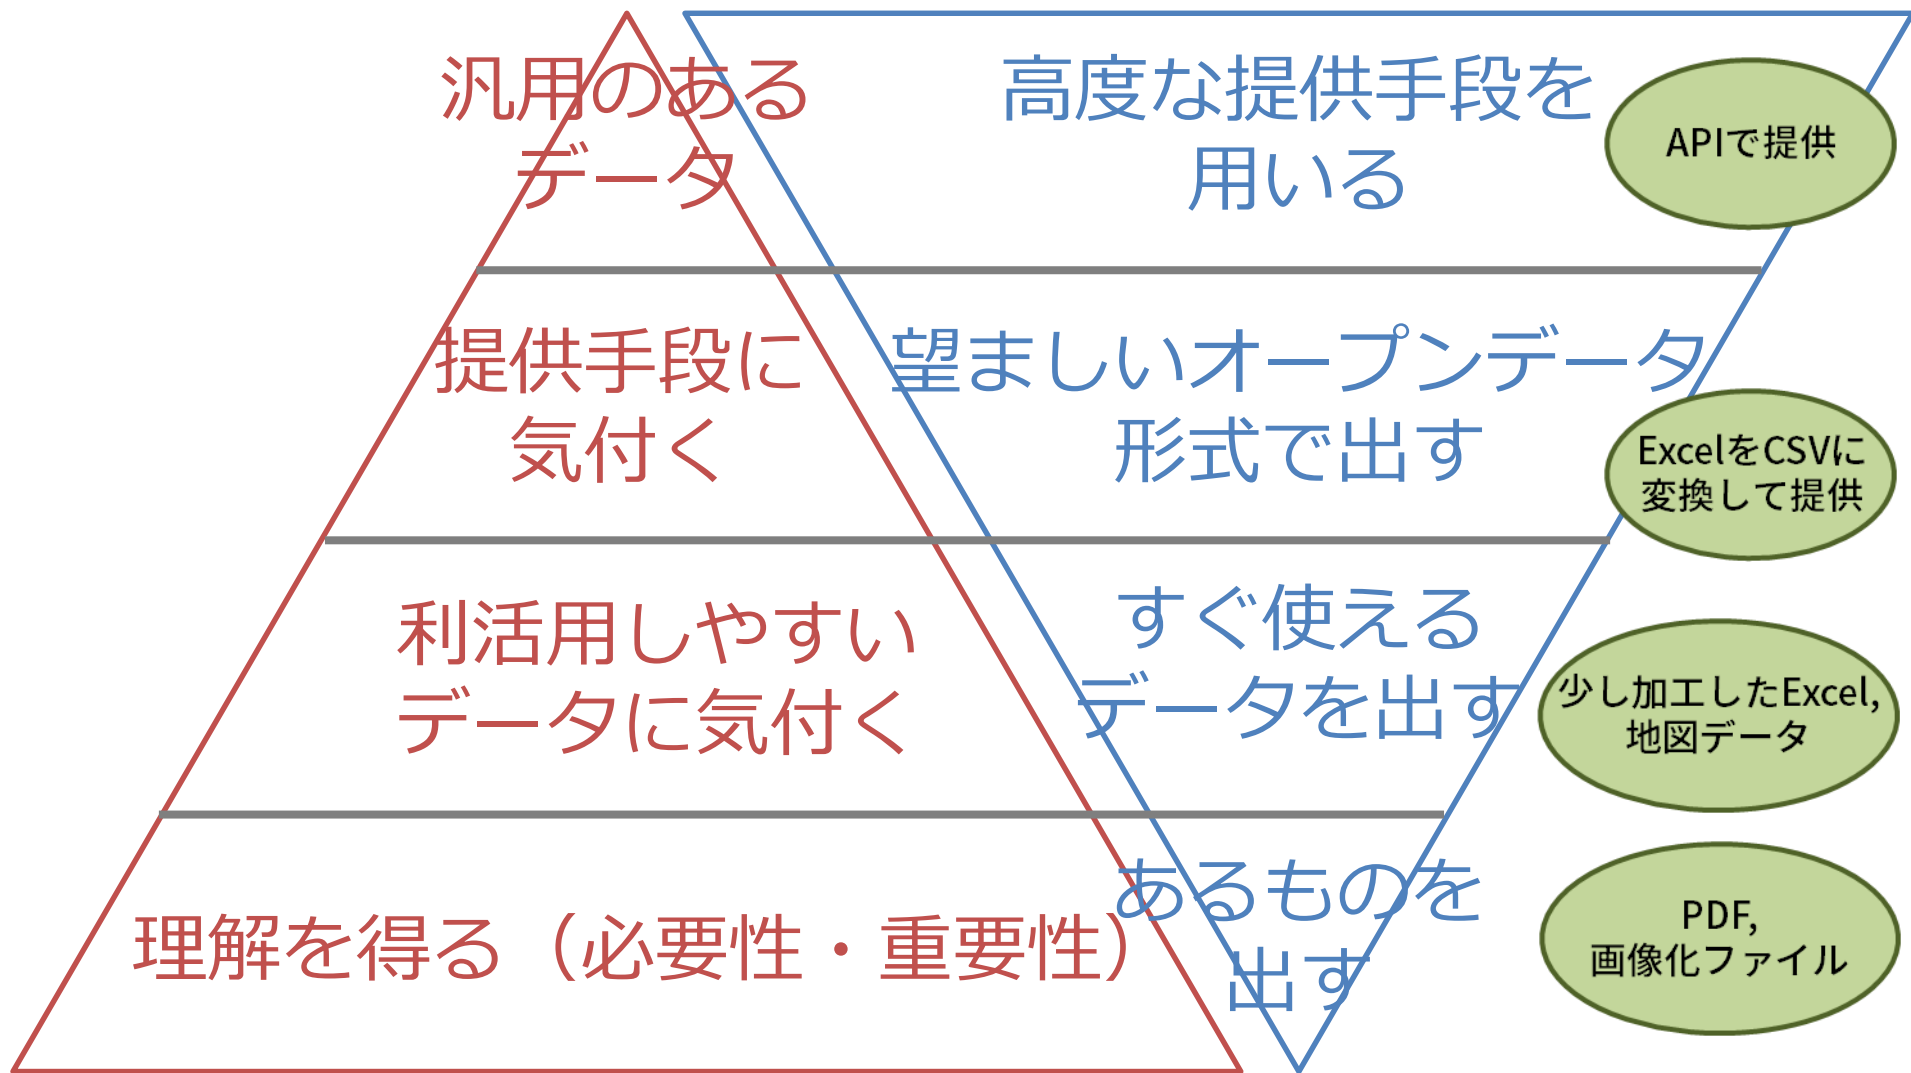 汎用のある
データ
高度な提供手段を
用いる
APIで提供
提供手段に
気付く
望ましいオープンデータ
形式で出す
ExcelをCSVに
変換して提供
利活用しやすい
データに気付く
すぐ使える
データを出す
少し加工したExcel,
地図データ
理解を得る（必要性・重要性）
あるものを
出す
PDF,
画像化ファイル